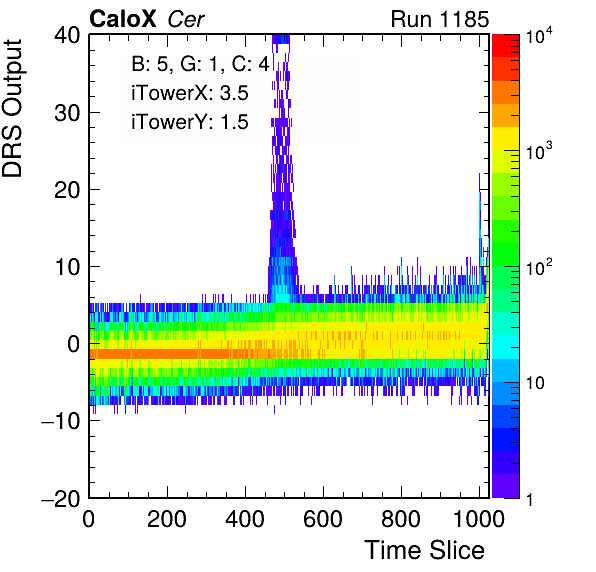 CaloX Cer Run 1185
B: 5, G: 1, C: 4
iTowerX: 3.5
iTowerY: 1.5
DRS Output
40
30
20
10
0
−10
−20
0 200 400 600 800 1000
Time Slice
10^4
10^3
10^2
10
1